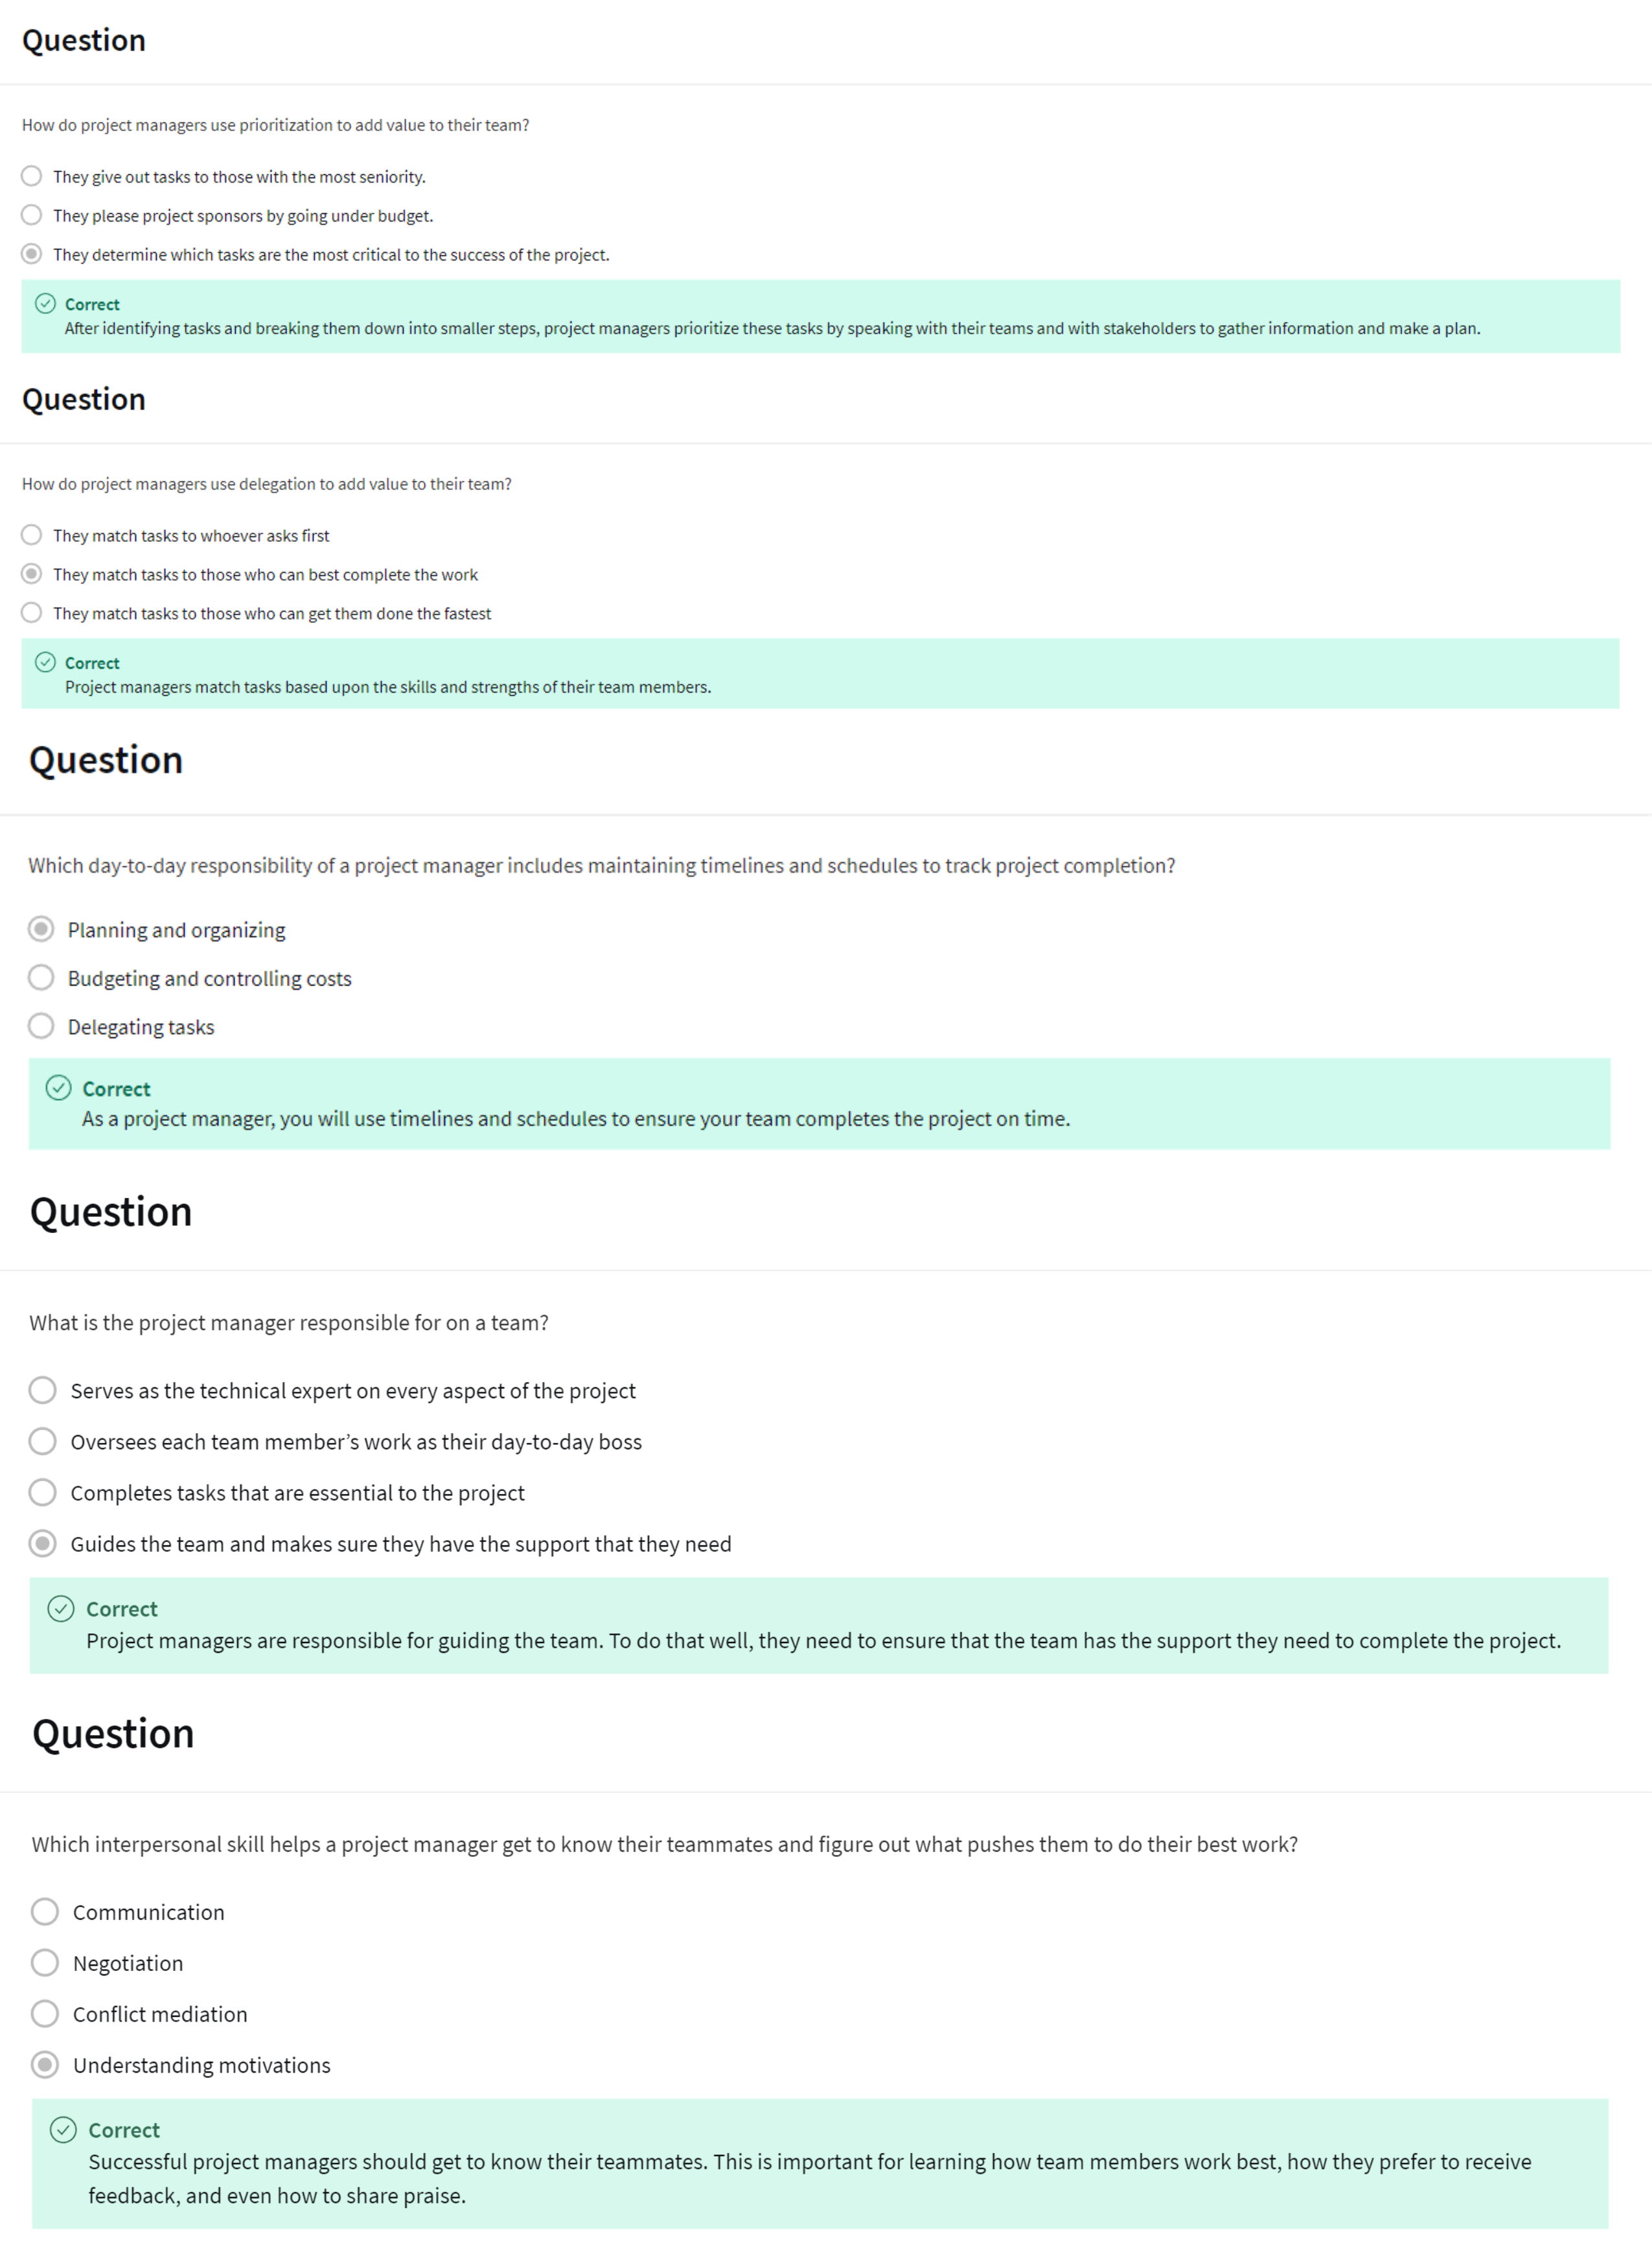 Question
How do project managers use prioritization to add value to their team?
They give out tasks to those with the most seniority.
They please project sponsors by going under budget.
They determine which tasks are the most critical to the success of the project.
Correct
After identifying tasks and breaking them down into smaller steps, project managers prioritize these tasks by speaking with their teams and with stakeholders to gather information and make a plan.
Question
How do project managers use delegation to add value to their team?
They match tasks to whoever asks first
They match tasks to those who can best complete the work
They match tasks to those who can get them done the fastest
Correct
Project managers match tasks based upon the skills and strengths of their team members.
Question
Which day-to-day responsibility of a project manager includes maintaining timelines and schedules to track project completion?
Planning and organizing
Budgeting and controlling costs
Delegating tasks
Correct
As a project manager, you will use timelines and schedules to ensure your team completes the project on time.
Question
What is the project manager responsible for on a team?
Serves as the technical expert on every aspect of the project
Oversees each team member’s work as their day-to-day boss
Completes tasks that are essential to the project
Guides the team and makes sure they have the support that they need
Correct
Project managers are responsible for guiding the team. To do that well, they need to ensure that the team has the support they need to complete the project.
Question
Which interpersonal skill helps a project manager get to know their teammates and figure out what pushes them to do their best work?
Communication
Negotiation
Conflict mediation
Understanding motivations
Correct
Successful project managers should get to know their teammates. This is important for learning how team members work best, how they prefer to receive
feedback, and even how to share praise.